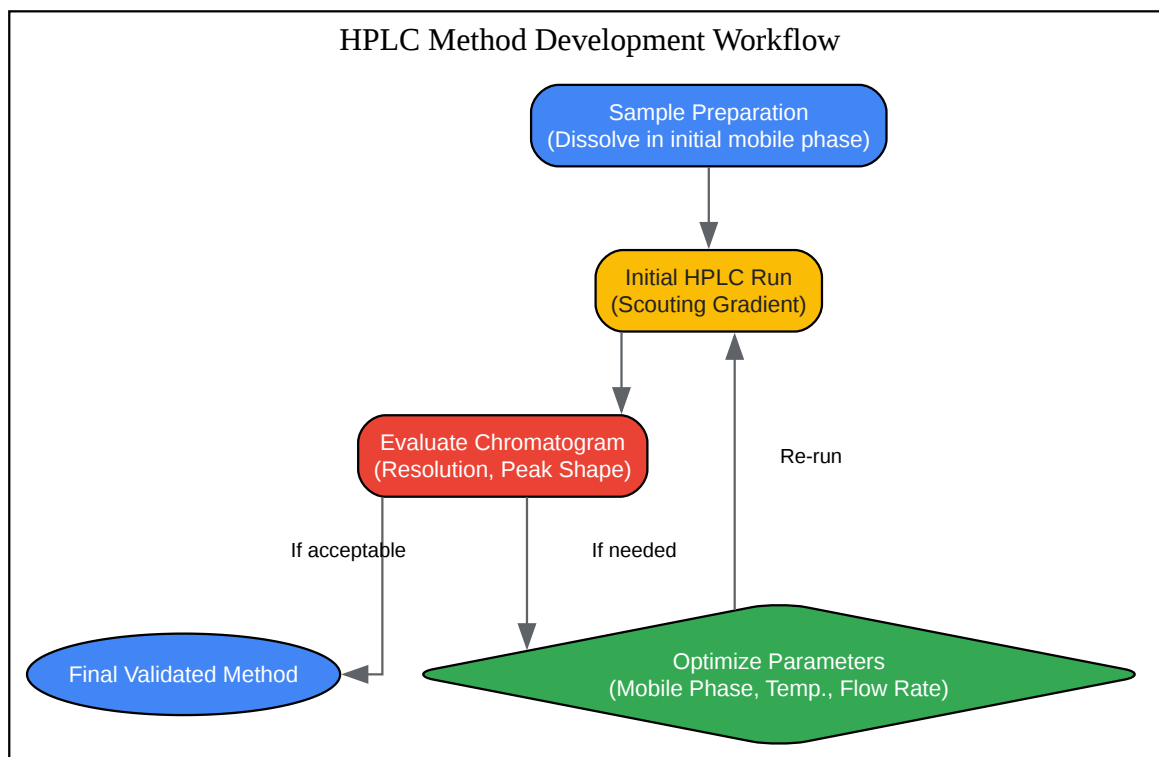 HPLC Method Development Workflow
Sample Preparation
(Dissolve in initial mobile phase)
Initial HPLC Run
(Scouting Gradient)
Evaluate Chromatogram
(Resolution, Peak Shape)
Re-run
If acceptable
If needed
Final Validated Method
Optimize Parameters
(Mobile Phase, Temp., Flow Rate)